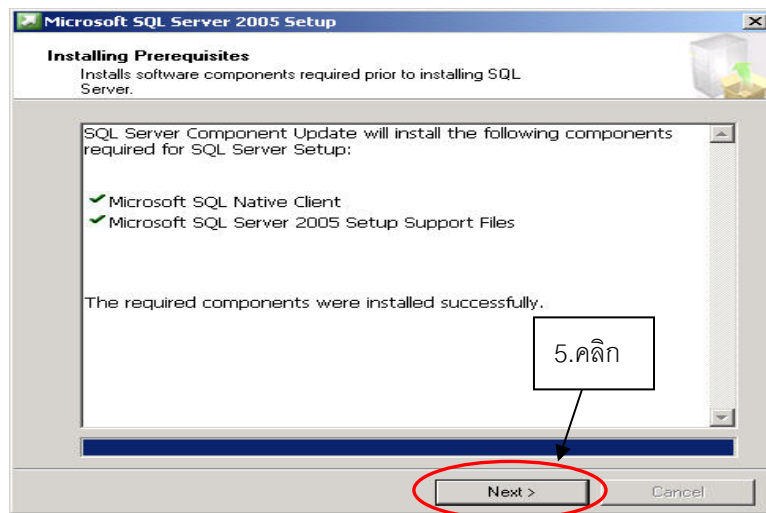 Microsoft SQL Server 2005 Setup
Installing Prerequisites
Installs software components required prior to installing SQL
Server.
SQL Server Component Update will install the following components
required for SQL Server Setup:
Microsoft SQL Native Client
Microsoft SQL Server 2005 Setup Support Files
The required components were installed successfully.
5.คลิก
Next >
Cancel